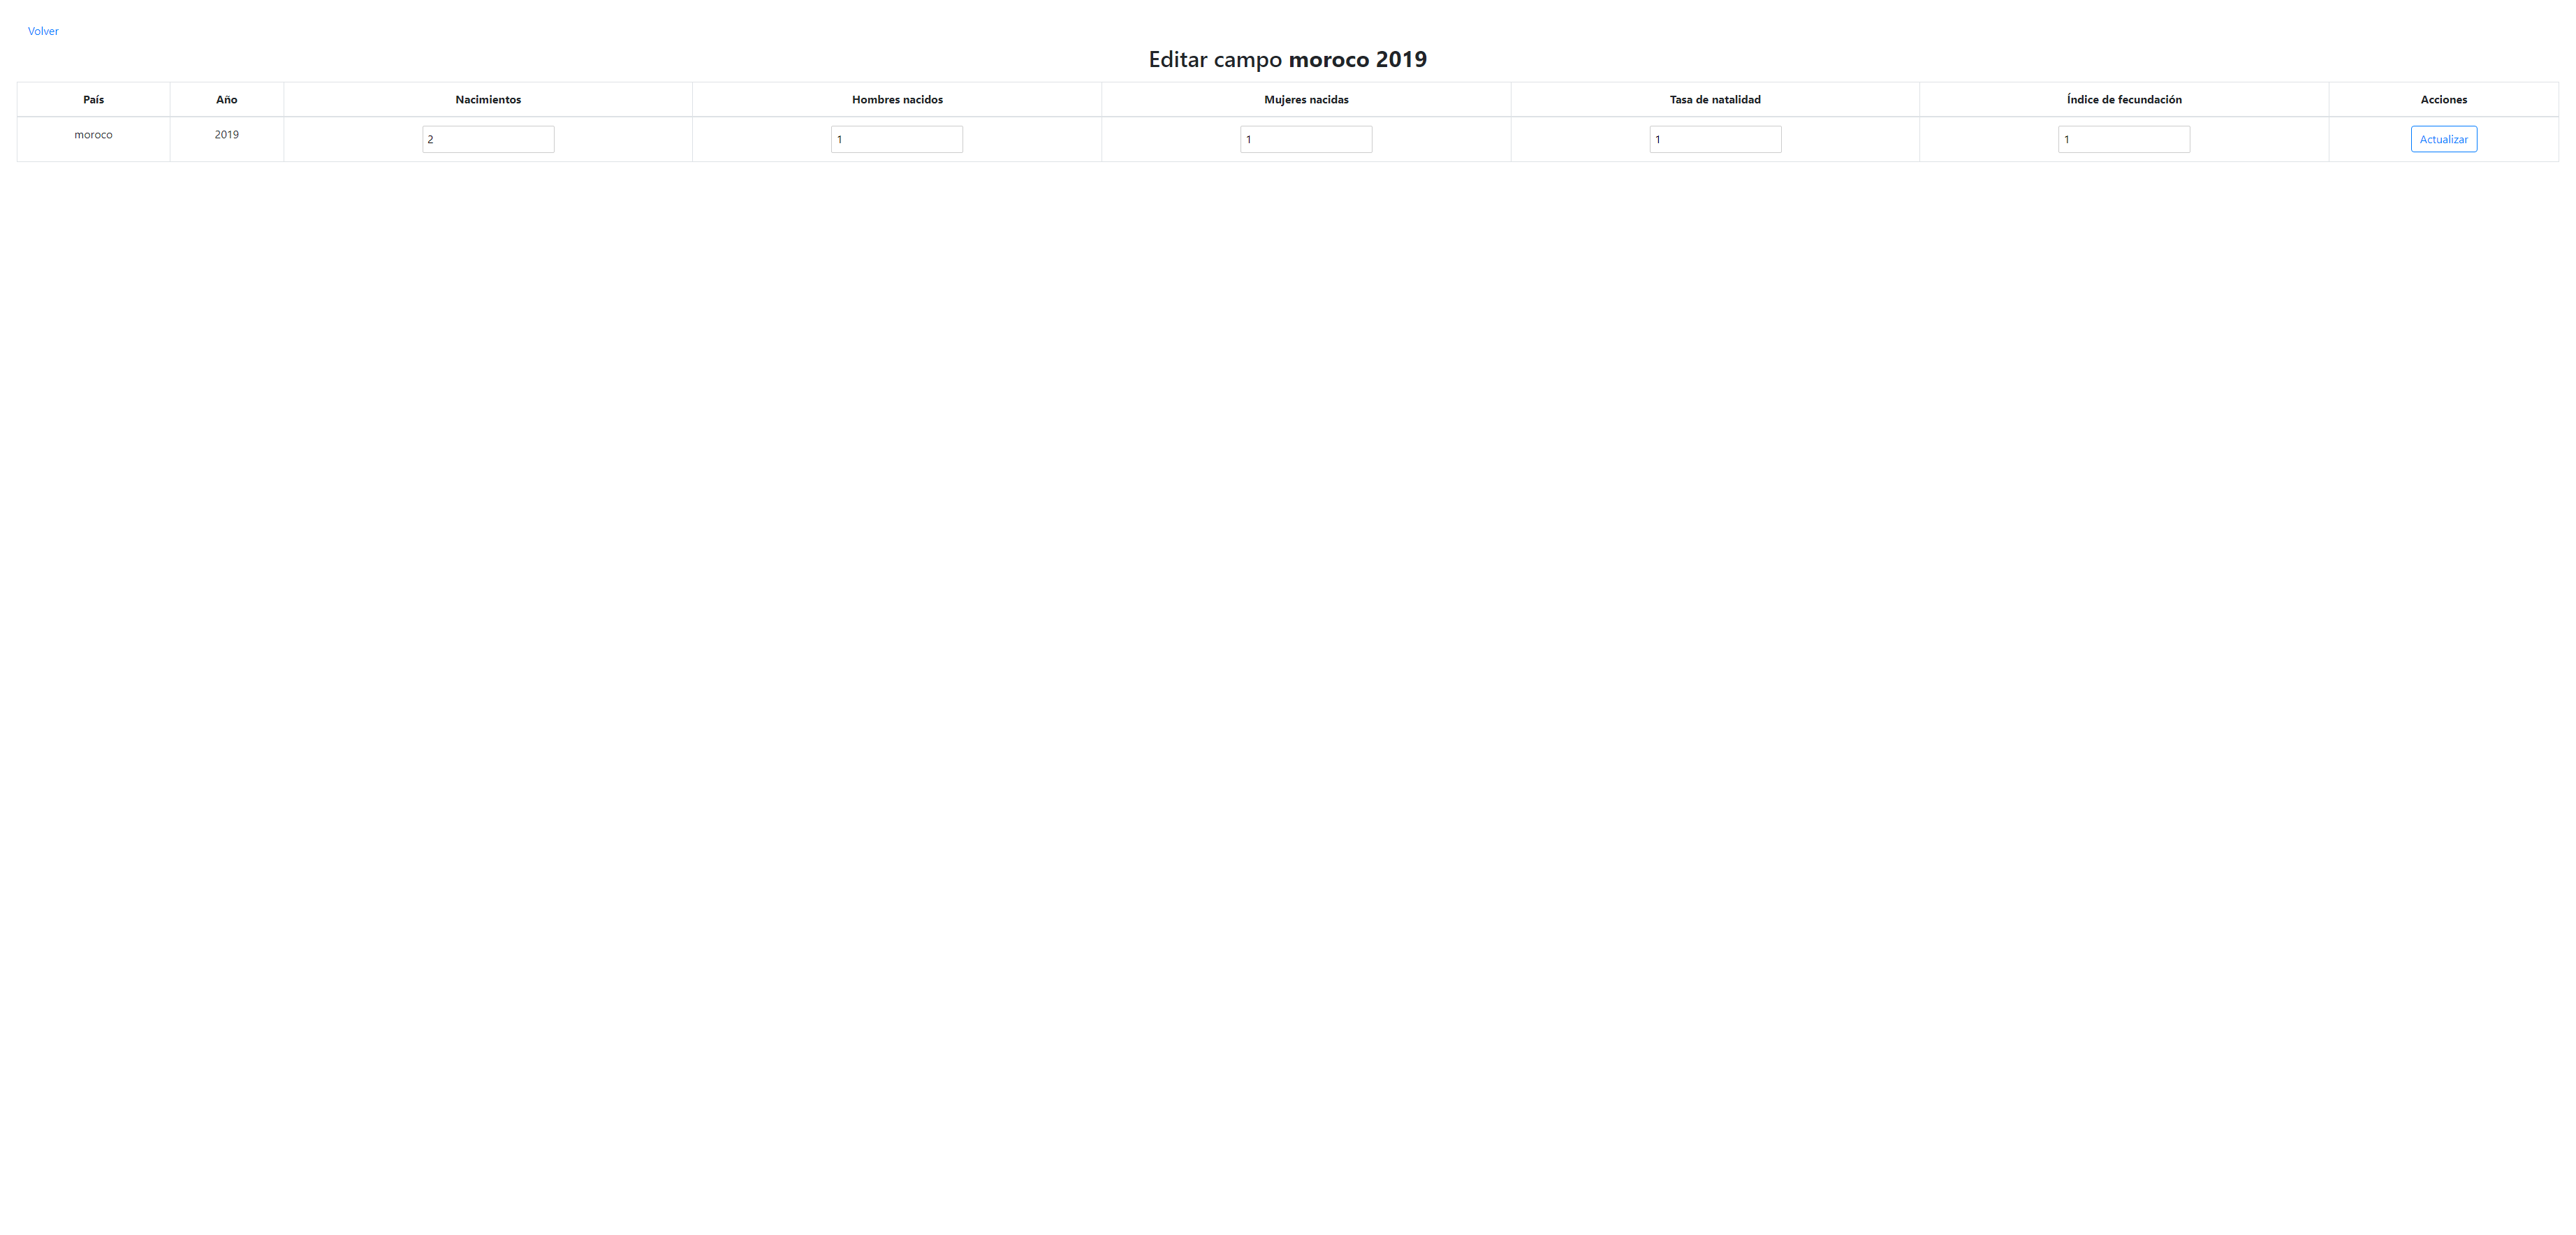 Volver
Editar campo moroco 2019
País Año Nacimientos Hombres nacidos Mujeres nacidas Tasa de natalidad Índice de fecundación Acciones
moroco 2019 2 1 1 1 1 Actualizar